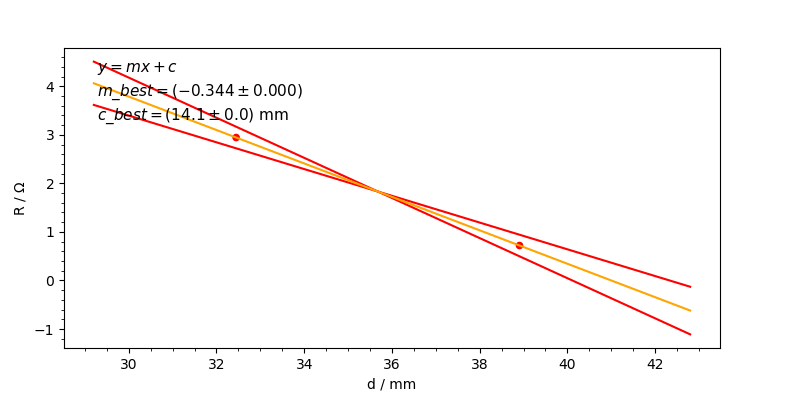 y = mx + c
m_best = (−0.344 ± 0.000)
c_best = (14.1 ± 0.0) mm
4
3
2
1
0
−1
R / Ω
30
32
34
36
38
40
42
d / mm